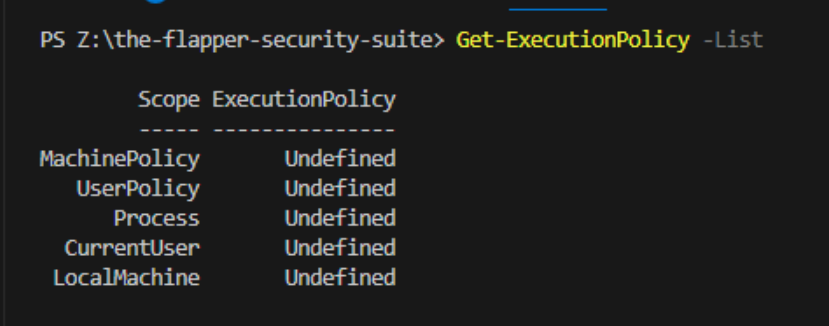 PS Z:\the-flapper-security-suite> Get-ExecutionPolicy -List
Scope ExecutionPolicy
----- ---------------
MachinePolicy Undefined
UserPolicy Undefined
Process Undefined
CurrentUser Undefined
LocalMachine Undefined